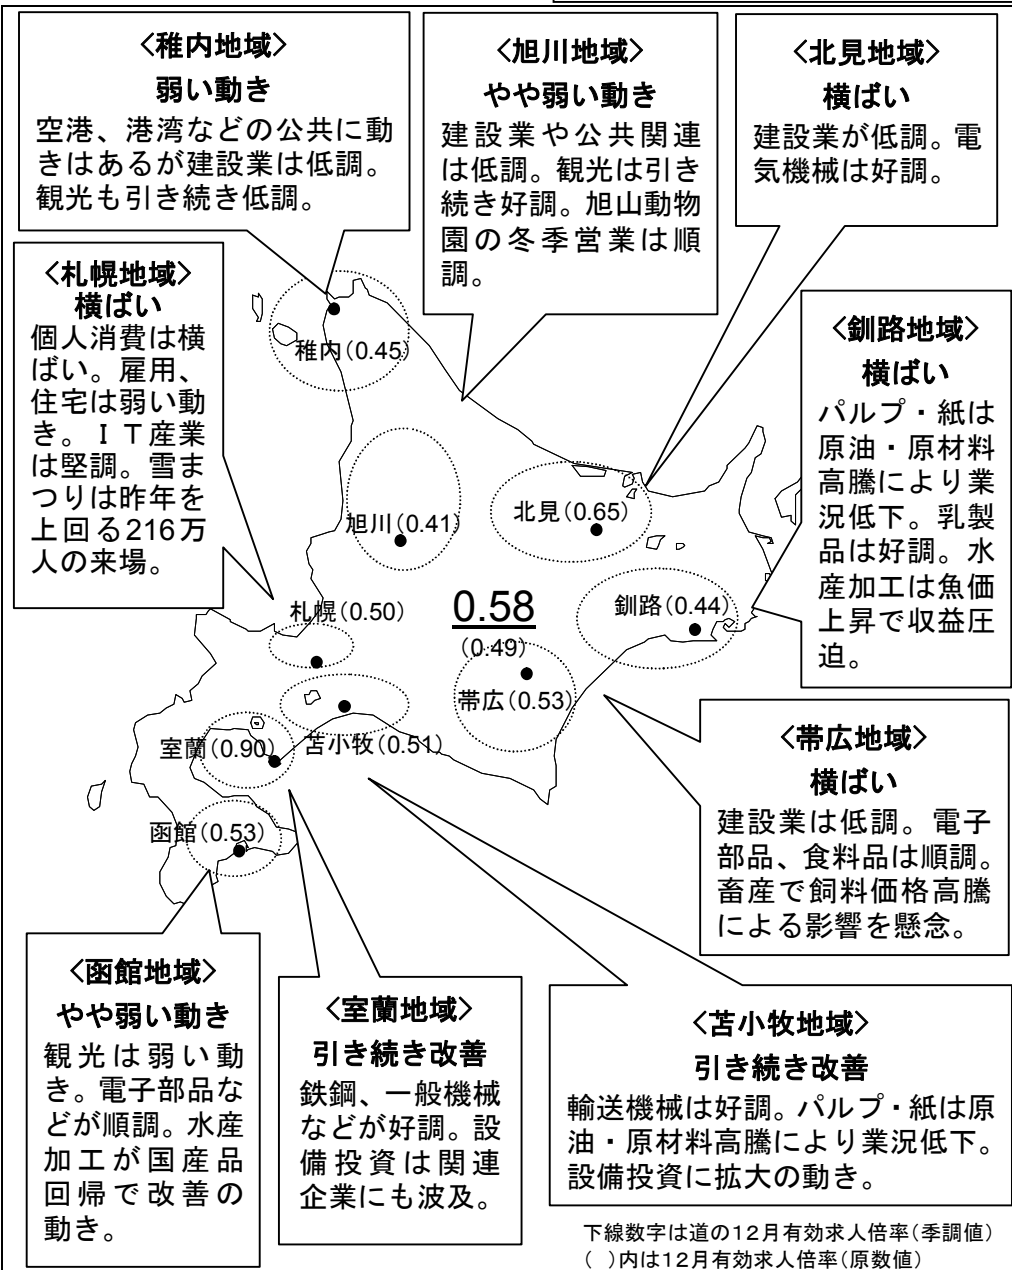 <稚内地域>
弱い動き
空港、港湾などの公共に動
きはあるが建設業は低調。
観光も引き続き低調。
<旭川地域>
やや弱い動き
建設業や公共関連
は低調。観光は引き
続き好調。旭山動物
園の冬季営業は順
調。
<北見地域>
横ばい
建設業が低調。電
気機械は好調。
<札幌地域>
横ばい
個人消費は横
ばい。雇用、
住宅は弱い動
き。ＩＴ産業
は堅調。雪ま
つりは昨年を
上回る216万
人の来場。
<釧路地域>
横ばい
パルプ・紙は
原油・原材料
高騰により業
況低下。乳製
品は好調。水
産加工は魚価
上昇で収益圧
迫。
稚内(0.45)
旭川(0.41)
北見(0.65)
札幌(0.50)
0.58
(0.49)
釧路(0.44)
帯広(0.53)
室蘭(0.90)
苫小牧(0.51)
函館(0.53)
<帯広地域>
横ばい
建設業は低調。電子
部品、食料品は順調。
畜産で飼料価格高騰
による影響を懸念。
<函館地域>
やや弱い動き
観光は弱い動
き。電子部品な
どが順調。水産
加工が国産品
回帰で改善の
動き。
<室蘭地域>
引き続き改善
鉄鋼、一般機械
などが好調。設
備投資は関連
企業にも波及。
<苫小牧地域>
引き続き改善
輸送機械は好調。パルプ・紙は原
油・原材料高騰により業況低下。
設備投資に拡大の動き。
下線数字は道の12月有効求人倍率(季調値)
( )内は12月有効求人倍率(原数値)